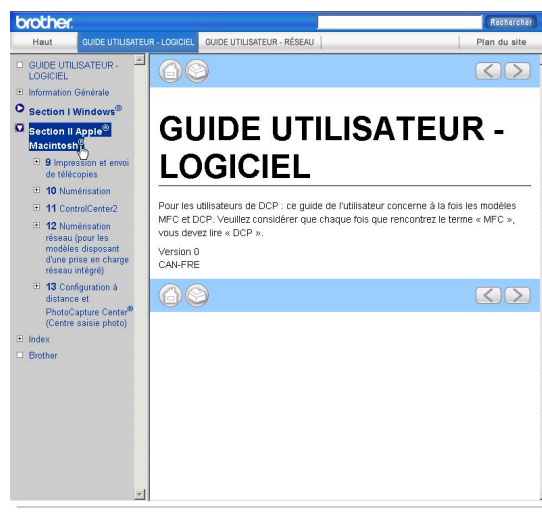 brother.
Rechercher
Haut
GUIDE UTILISATEUR - LOGICIEL
GUIDE UTILISATEUR - RÉSEAU
Plan du site
GUIDE UTILISATEUR -
LOGICIEL
Information Générale
Section I Windows®
Section II Apple®
Macintosh®
9 Impression et envoi
de télécopies
10 Numérisation
11 ControlCenter2
12 Numérisation
réseau (pour les
modèles disposant
d'une prise en charge
réseau intégré)
13 Configuration à
distance et
PhotoCapture Center®
(Centre saisie photo)
Index
Brother
GUIDE UTILISATEUR -
LOGICIEL
Pour les utilisateurs de DCP : ce guide de l'utilisateur concerne à la fois les modèles
MFC et DCP. Veuillez considérer que chaque fois que rencontrez le terme « MFC »,
vous devez lire « DCP ».
Version 0
CAN-FRE